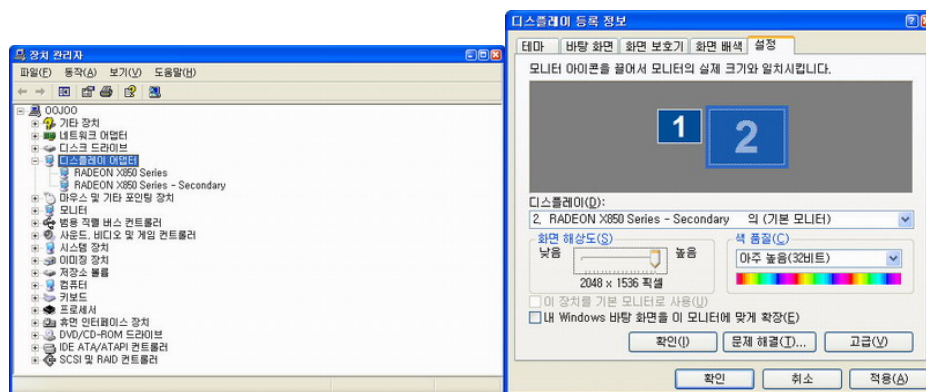 장치 관리자
파일(F) 동작(A) 보기(V) 도움말(H)
OOJOO
기타 장치
네트워크 어댑터
디스크 드라이브
디스플레이 어댑터
RADEON X850 Series
RADEON X850 Series - Secondary
마우스 및 기타 포인팅 장치
모니터
범용 직렬 버스 컨트롤러
사운드, 비디오 및 게임 컨트롤러
시스템 장치
이미징 장치
저장소 볼륨
컴퓨터
키보드
프로세서
휴먼 인터페이스 장치
DVD/CD-ROM 드라이브
IDE ATA/ATAPI 컨트롤러
SCSI 및 RAID 컨트롤러
디스플레이 등록 정보
테마 바탕 화면 화면 보호기 화면 배색 설정
모니터 아이콘을 끌어서 모니터의 실제 크기와 일치시킵니다.
1 2
디스플레이(D):
2. RADEON X850 Series - Secondary 의 (기본 모니터)
화면 해상도(S) 색 품질(C)
낮음 높음 아주 높음(32비트)
2048 x 1536 픽셀
이 장치를 기본 모니터로 사용(U)
내 Windows 바탕 화면을 이 모니터에 맞게 확장(E)
확인(I) 문제 해결(T)... 고급(V)
확인 취소 적용(A)